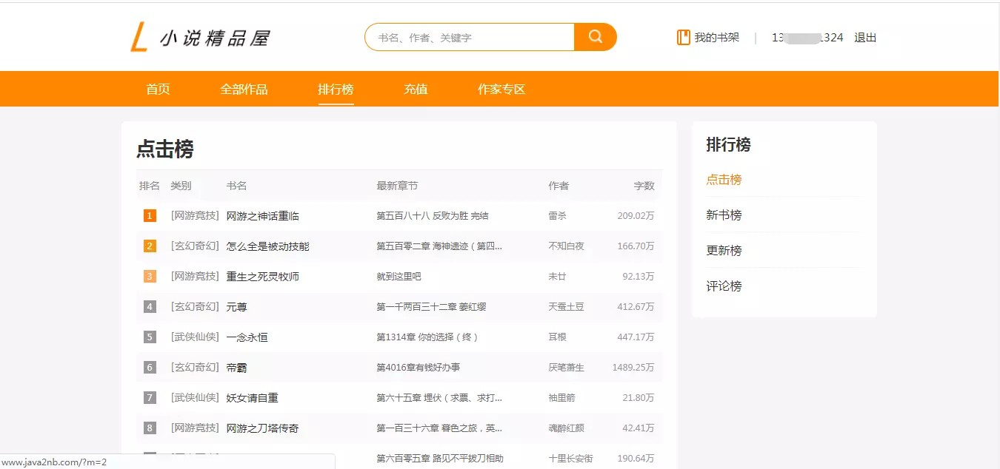 L 小说精品屋
书名、作者、关键字
我的书架 | 13 1324 退出
首页 全部作品 排行榜 充值 作家专区
点击榜
排名 类别 书名 最新章节 作者 字数
1 [网游竞技] 网游之神话重临 第五百八十八 反败为胜 完结 雷杀 209.02万
2 [玄幻奇幻] 怎么全是被动技能 第五百零二章 海神遗迹（第四... 不知白夜 166.70万
3 [网游竞技] 重生之死灵牧师 就到这里吧 未廿 92.13万
4 [玄幻奇幻] 元尊 第一千两百三十二章 姜红缨 天蚕土豆 412.67万
5 [武侠仙侠] 一念永恒 第1314章 你的选择（终） 耳根 447.17万
6 [玄幻奇幻] 帝霸 第4016章有钱好办事 厌笔萧生 1489.25万
7 [武侠仙侠] 妖女请自重 第六十五章 埋伏（求票、求打... 袖里箭 21.80万
8 [网游竞技] 网游之刀塔传奇 第一百三十六章 暮色之旅，英... 魂醉红颜 42.41万
第六百零五章 路见不平拔刀相助 十里长安街 190.64万
排行榜
点击榜
新书榜
更新榜
评论榜
www.java2nb.com/?m=2